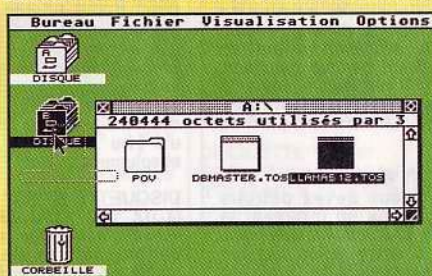 Bureau Fichier Visualisation Options
A
DISQUE
A:\
240444 octets utilisés par 3
B
DISQUE
POV
DBMASTER.TOS
LLAMAS12.TOS
CORBEILLE